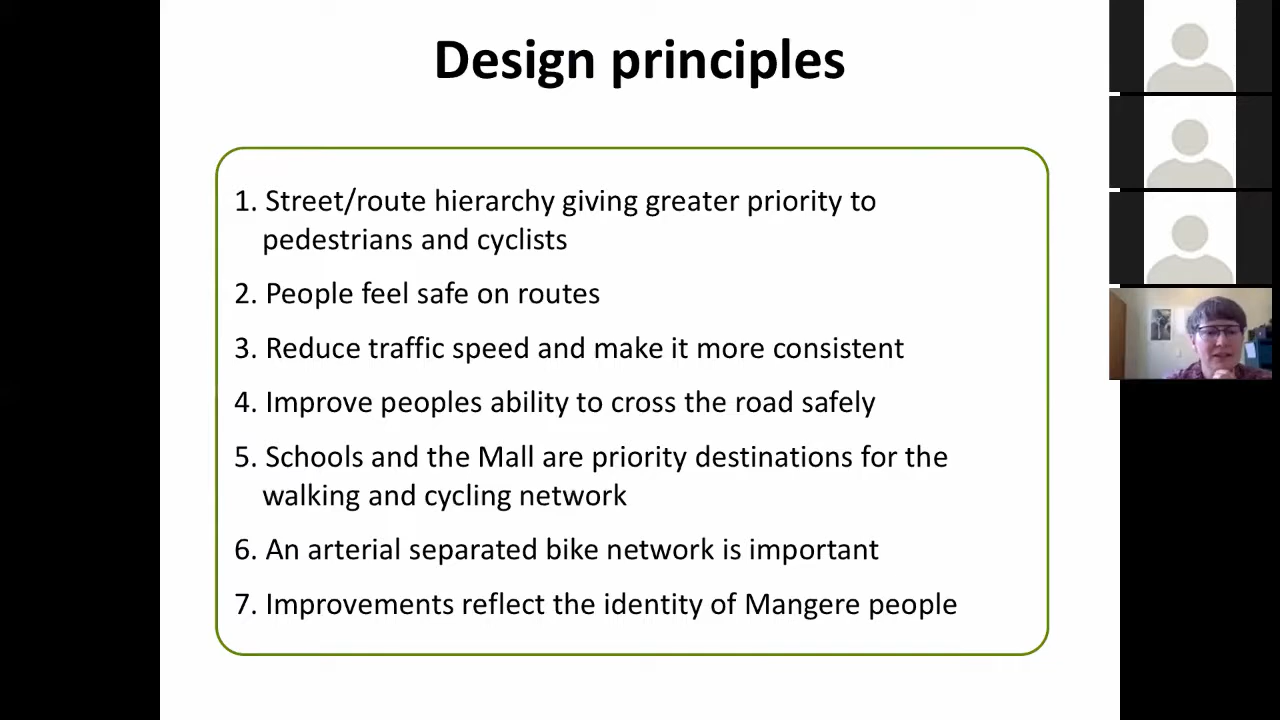 Design principles
1. Street/route hierarchy giving greater priority to
pedestrians and cyclists
2. People feel safe on routes
3. Reduce traffic speed and make it more consistent
4. Improve peoples ability to cross the road safely
5. Schools and the Mall are priority destinations for the
walking and cycling network
6. An arterial separated bike network is important
7. Improvements reflect the identity of Mangere people